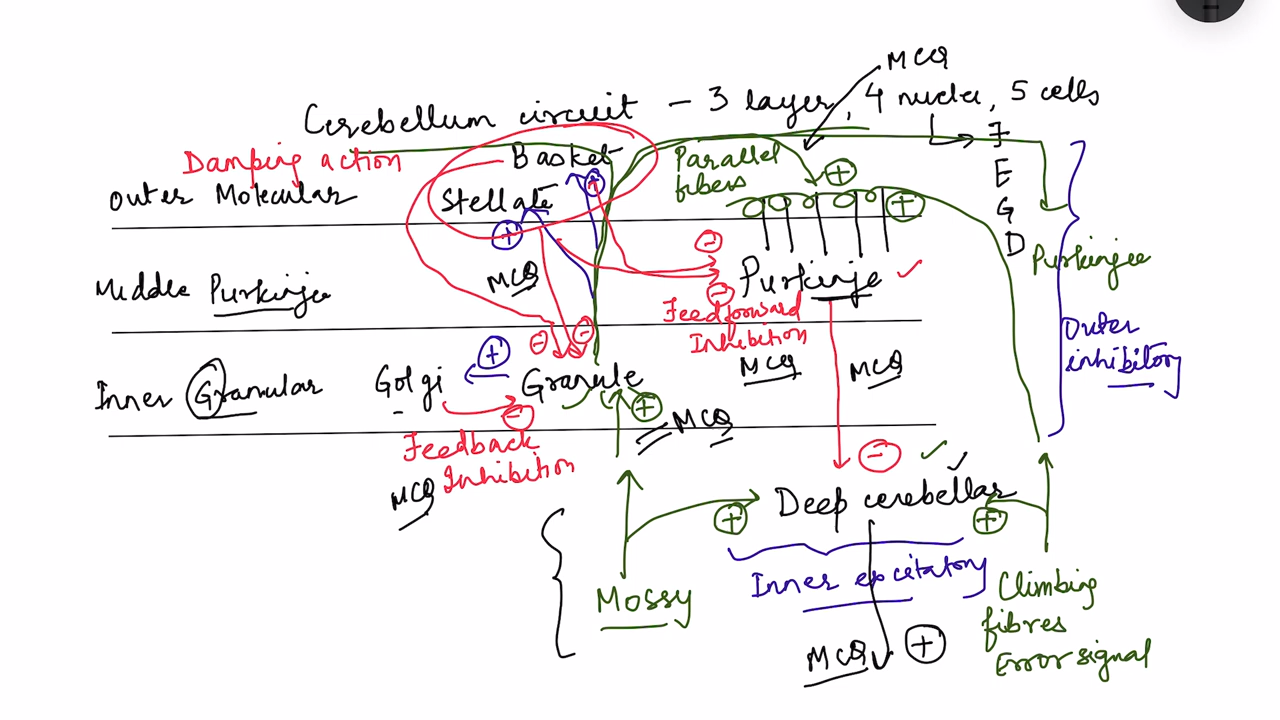 MCQ
Cerebellum circuit - 3 layer, 4 nuclei, 5 cells
Damping action
Basket
Parallel
fibers
+
F
E
G
D
Outer Molecular
Stellate
+
+
+
MCQ
-
-
Middle Purkinjee
Purkinje ✓
Purkinjee
Feedforward
Inhibition
MCQ
MCQ
Outer
inhibitory
-
-
+
Inner Granular
Golgi
Granule
-
+
MCQ
Feedback
Inhibition
MCQ
-
✓ ✓
Deep cerebellar
+
+
Inner excitatory
Mossy
Climbing
fibres
Error signal
MCQ
+